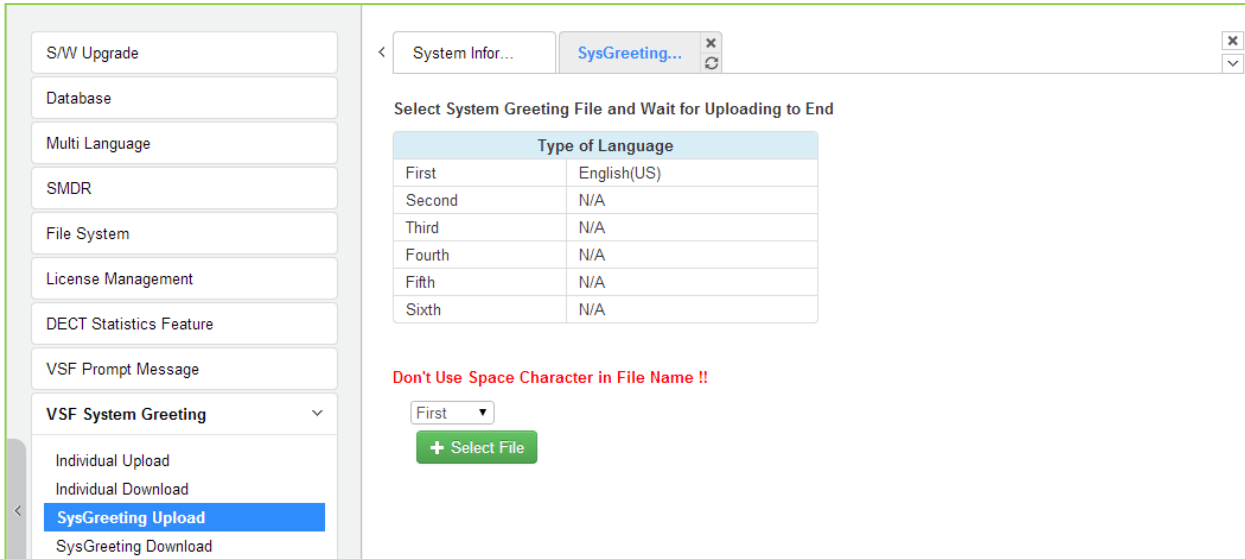 S/W Upgrade
Database
Multi Language
SMDR
File System
License Management
DECT Statistics Feature
VSF Prompt Message
VSF System Greeting
Individual Upload
Individual Download
SysGreeting Upload
SysGreeting Download
System Infor...
SysGreeting...
Select System Greeting File and Wait for Uploading to End
Type of Language
First English(US)
Second N/A
Third N/A
Fourth N/A
Fifth N/A
Sixth N/A
Don't Use Space Character in File Name !!
First
+ Select File